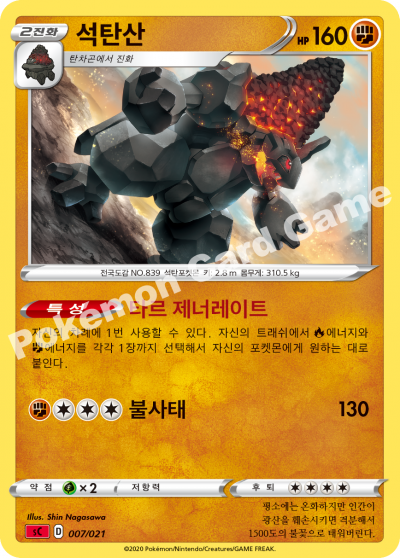 2진화
석탄산
HP 160
탄차곤에서 진화
전국도감 NO.839 석탄포켓몬 키: 2.8 m 몸무게: 310.5 kg
특성 타르 제너레이트
자신의 차례에 1번 사용할 수 있다. 자신의 트래쉬에서 에너지와
에너지를 각각 1장까지 선택해서 자신의 포켓몬에게 원하는 대로
붙인다.
불사태 130
약점 ×2 저항력 후퇴
Illus. Shin Nagasawa
sC D 007/021
평소에는 온화하지만 인간이
광산을 훼손시키면 격분해서
1500도의 불꽃으로 태워버린다.
©2020 Pokémon/Nintendo/Creatures/GAME FREAK.
Pokémon Card Game